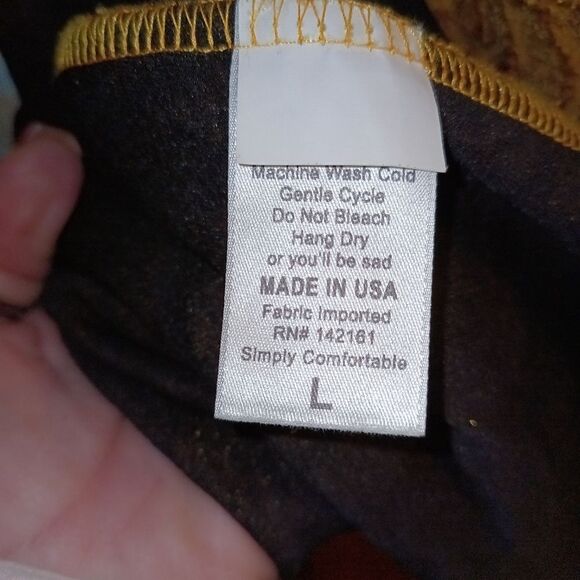 Machine Wash Cold
Gentle Cycle
Do Not Bleach
Hang Dry
or you'll be sad
MADE IN USA
Fabric Imported
RN# 142161
Simply Comfortable
L